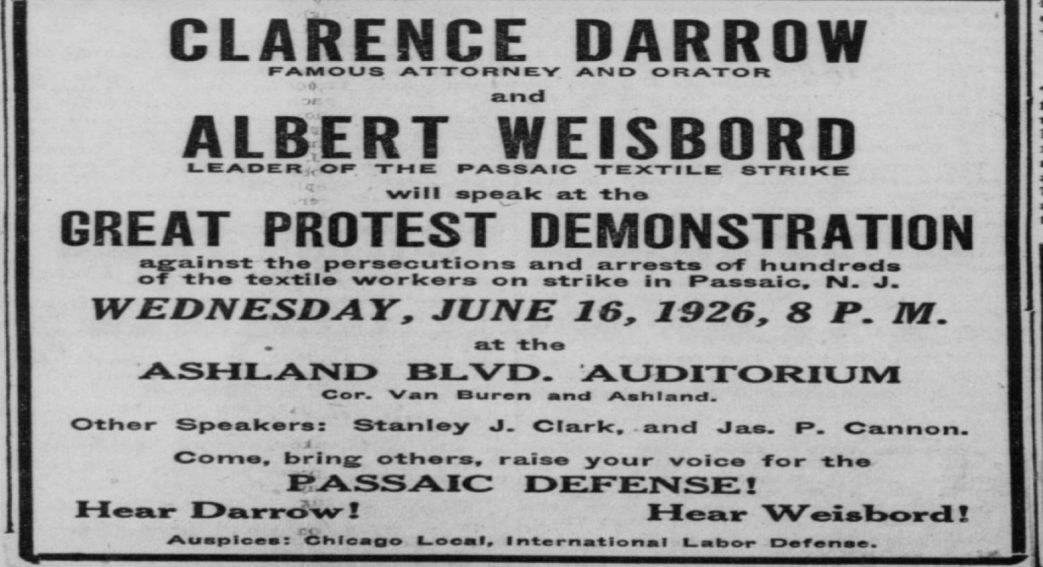 CLARENCE DARROW
FAMOUS ATTORNEY AND ORATOR
and
ALBERT WEISBORD
LEADER OF THE PASSAIC TEXTILE STRIKE
will speak at the
GREAT PROTEST DEMONSTRATION
against the persecutions and arrests of hundreds
of the textile workers on strike in Passaic, N. J.
WEDNESDAY, JUNE 16, 1926, 8 P. M.
at the
ASHLAND BLVD. AUDITORIUM
Cor. Van Buren and Ashland.
Other Speakers: Stanley J. Clark, and Jas. P. Cannon.
Come, bring others, raise your voice for the
PASSAIC DEFENSE!
Hear Darrow! Hear Weisbord!
Auspices: Chicago Local, International Labor Defense.